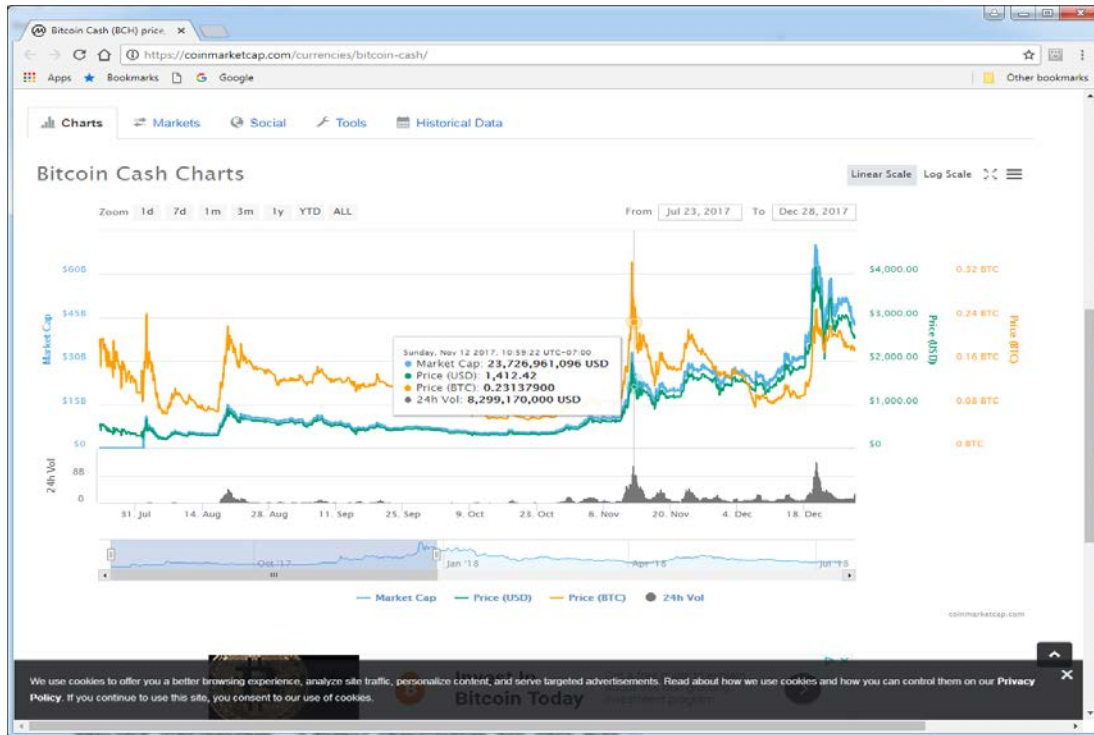 Bitcoin Cash (BCH) price,
https://coinmarketcap.com/currencies/bitcoin-cash/
Apps Bookmarks Google Other bookmarks
Charts Markets Social Tools Historical Data
Bitcoin Cash Charts
Linear Scale Log Scale
Zoom 1d 7d 1m 3m 1y YTD ALL From Jul 23, 2017 To Dec 28, 2017
$60B $4,000.00 0.32 BTC
$45B $3,000.00 0.24 BTC
Market Cap
Price (USD)
Price (BTC)
$30B $2,000.00 0.16 BTC
$15B $1,000.00 0.08 BTC
$0 $0 0 BTC
Sunday, Nov 12 2017, 10:59:22 UTC-07:00
Market Cap: 23,726,961,096 USD
Price (USD): 1,412.42
Price (BTC): 0.23137900
24h Vol: 8,299,170,000 USD
24h Vol
8B
0
31. Jul 14. Aug 28. Aug 11. Sep 25. Sep 9. Oct 23. Oct 6. Nov 20. Nov 4. Dec 18. Dec
Oct '17 Jan '18 Apr '18 Jul '18
Market Cap Price (USD) Price (BTC) 24h Vol
coinmarketcap.com
Invest In
Bitcoin Today
We use cookies to offer you a better browsing experience, analyze site traffic, personalize content, and serve targeted advertisements. Read about how we use cookies and how you can control them on our Privacy
Policy. If you continue to use this site, you consent to our use of cookies.